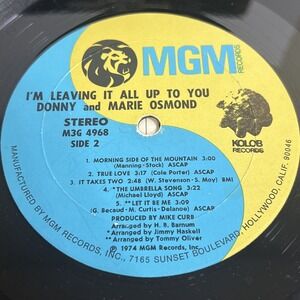 MGM
RECORDS
I'M LEAVING IT ALL UP TO YOU
DONNY and MARIE OSMOND
STEREO
M3G 4968
SIDE 2
KOLOB
RECORDS
1. MORNING SIDE OF THE MOUNTAIN 3:00
(Manning-Stock) ASCAP
2. TRUE LOVE 3:17 (Cole Porter) ASCAP
3. IT TAKES TWO 2:48 (W. Stevenson-S. Moy) BMI
4. *THE UMBRELLA SONG 3:22
(Michael Lloyd) ASCAP
5. **LET IT BE ME 3:09
(G. Becaud-M. Curtis-Delanoe) ASCAP
PRODUCED BY MIKE CURB
Arranged by H. B. Barnum
*Arranged by Jimmy Haskell
**Arranged by Tommy Oliver
℗ 1974 MGM Records, Inc.
MANUFACTURED BY MGM RECORDS, INC., 7165 SUNSET BOULEVARD, HOLLYWOOD, CALIF. 90046